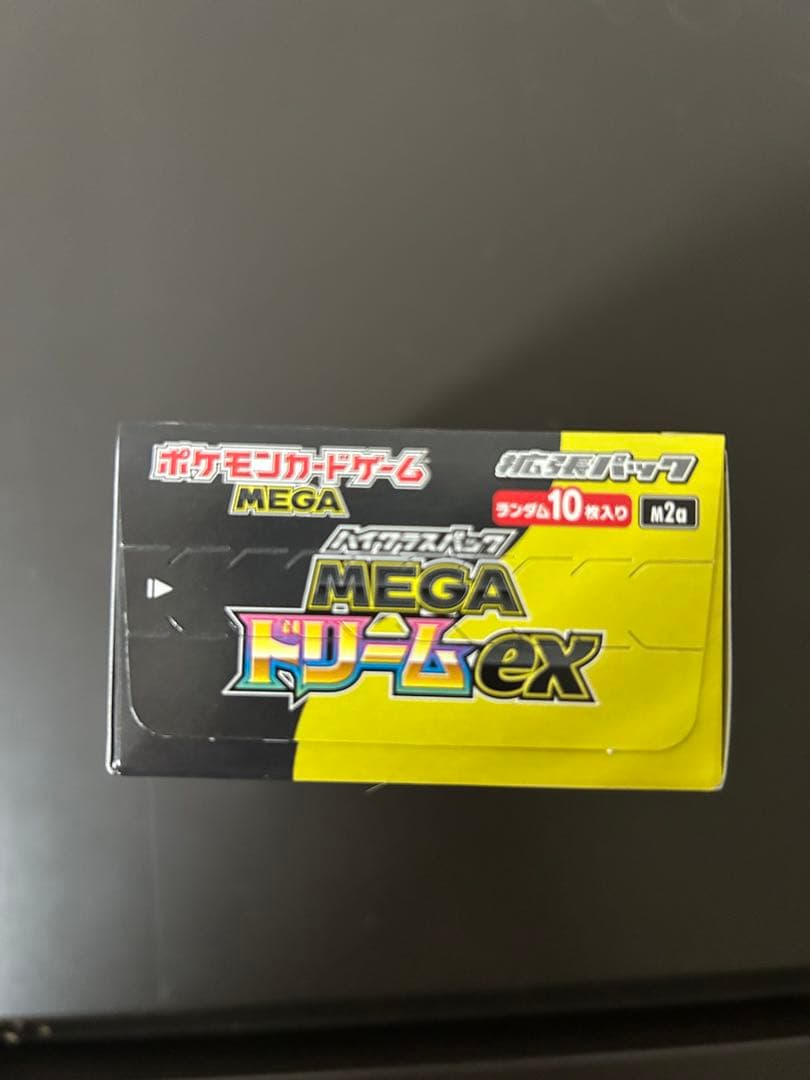 ポケモンカードゲーム
MEGA
拡張パック
ランダム10枚入り
M2a
ハイクラスパック
MEGA
ドリームex